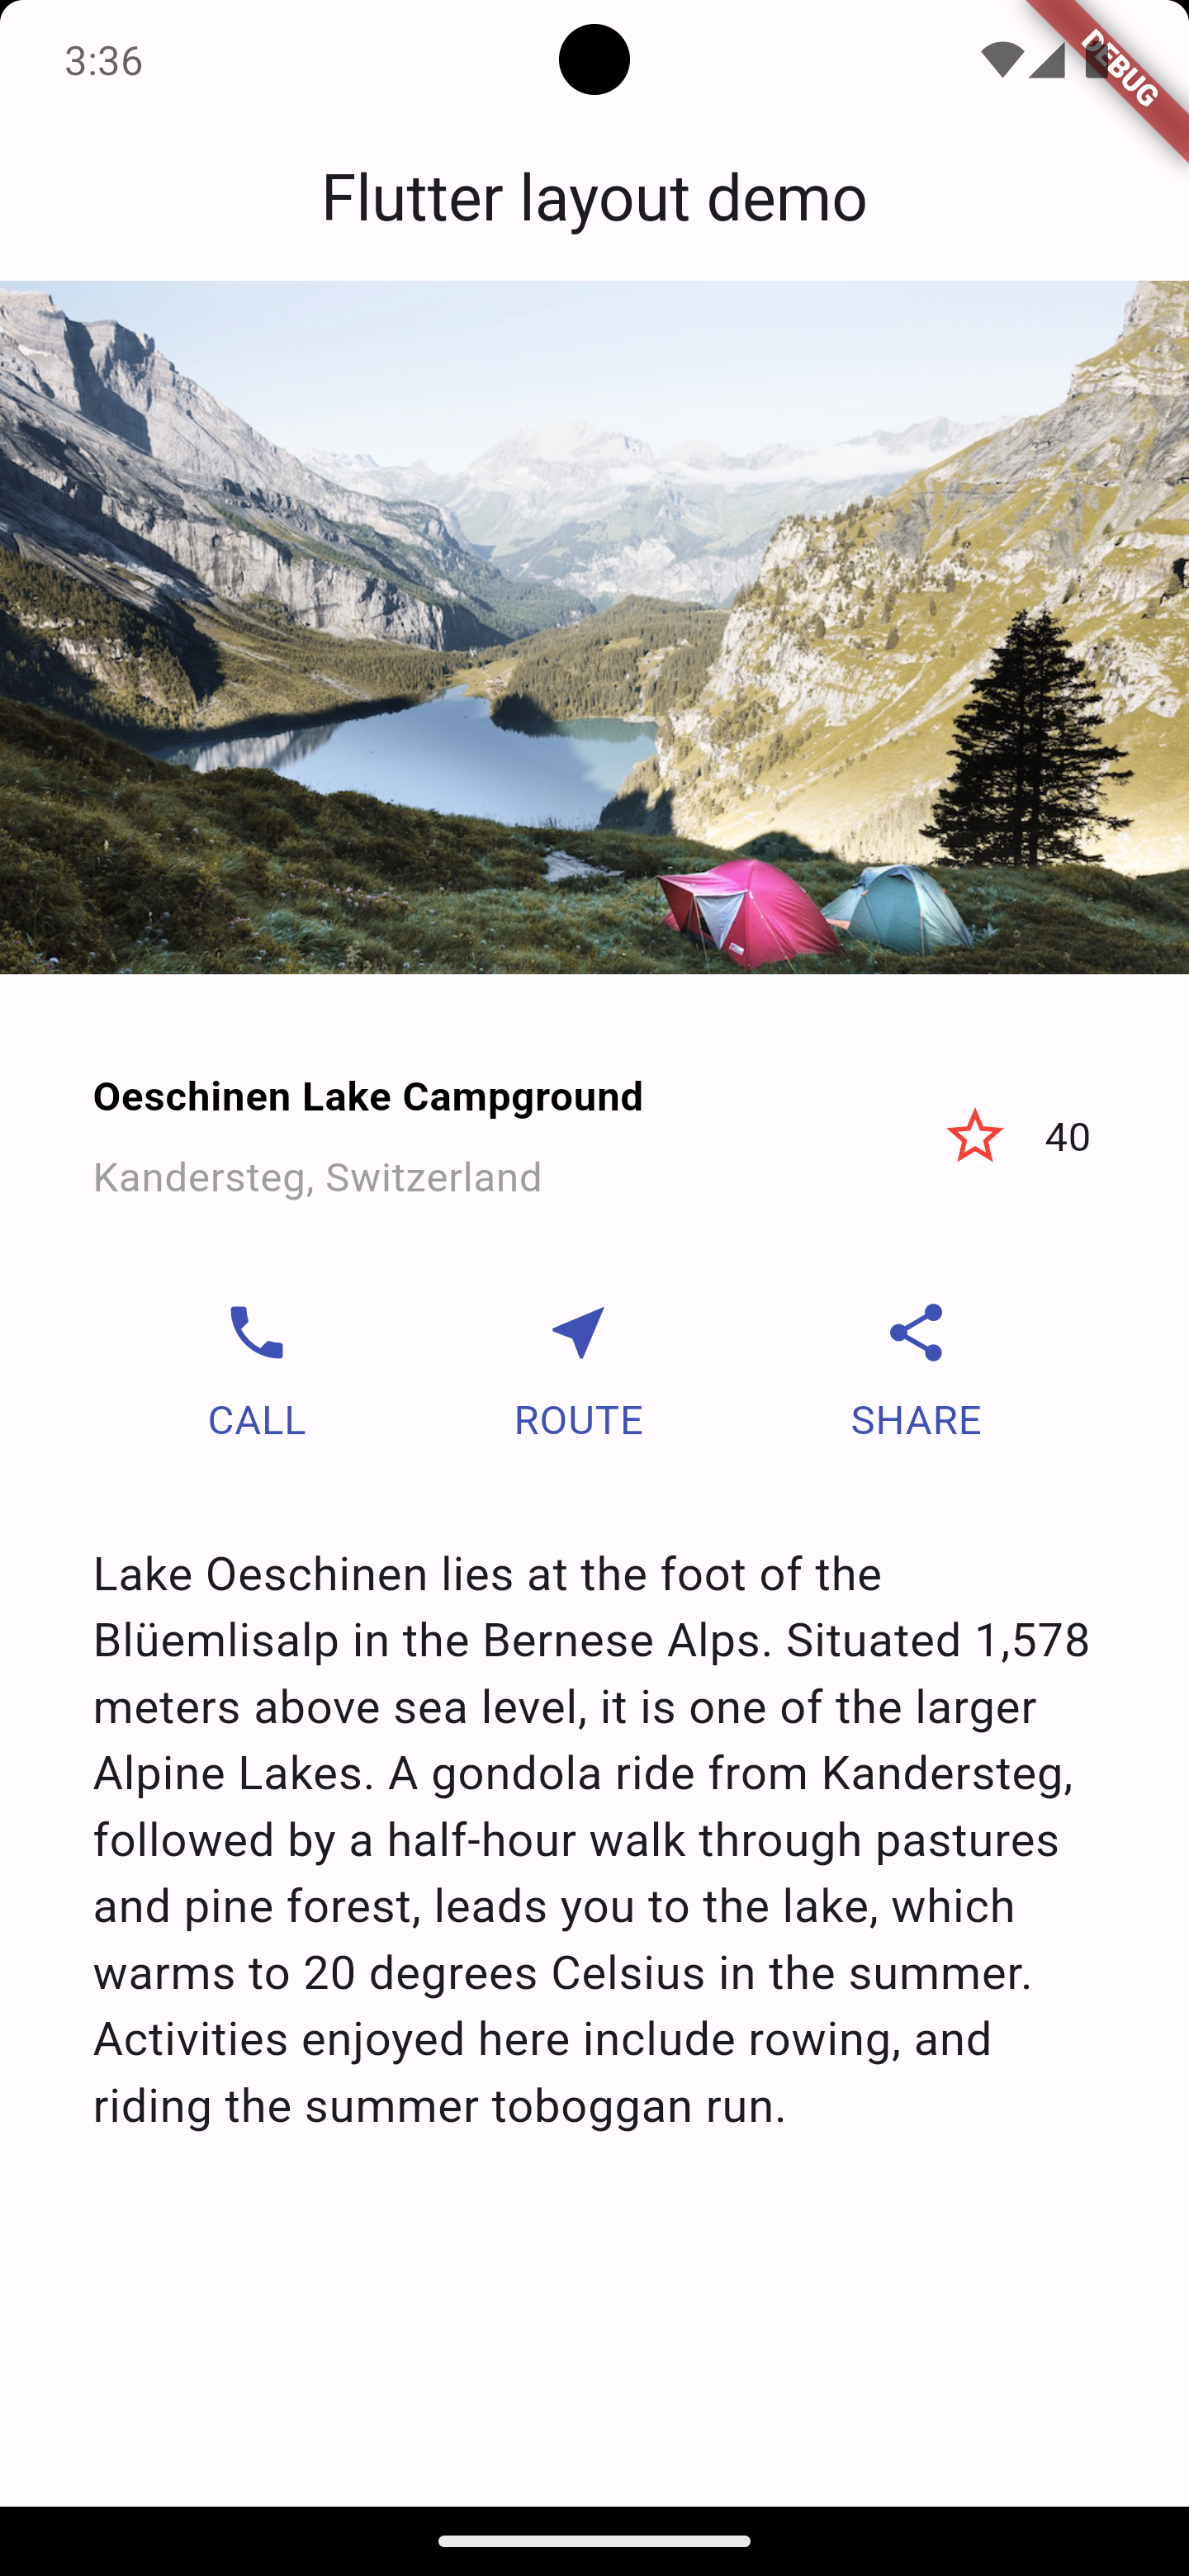 3:36
DEBUG
Flutter layout demo
Oeschinen Lake Campground
40
Kandersteg, Switzerland
CALL
ROUTE
SHARE
Lake Oeschinen lies at the foot of the
Blüemlisalp in the Bernese Alps. Situated 1,578
meters above sea level, it is one of the larger
Alpine Lakes. A gondola ride from Kandersteg,
followed by a half-hour walk through pastures
and pine forest, leads you to the lake, which
warms to 20 degrees Celsius in the summer.
Activities enjoyed here include rowing, and
riding the summer toboggan run.